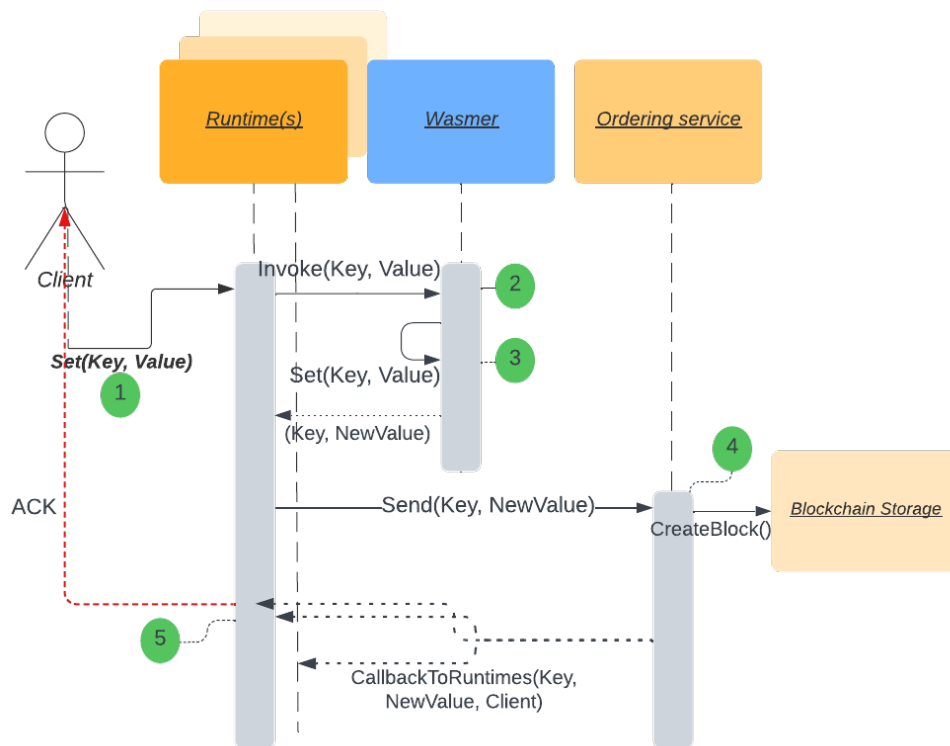 Runtime(s)
Wasmer
Ordering service
Client
Invoke(Key, Value)
2
Set(Key, Value)
1
3
Set(Key, Value)
(Key, NewValue)
4
ACK
Send(Key, NewValue)
Blockchain Storage
CreateBlock()
5
CallbackToRuntimes(Key,
NewValue, Client)